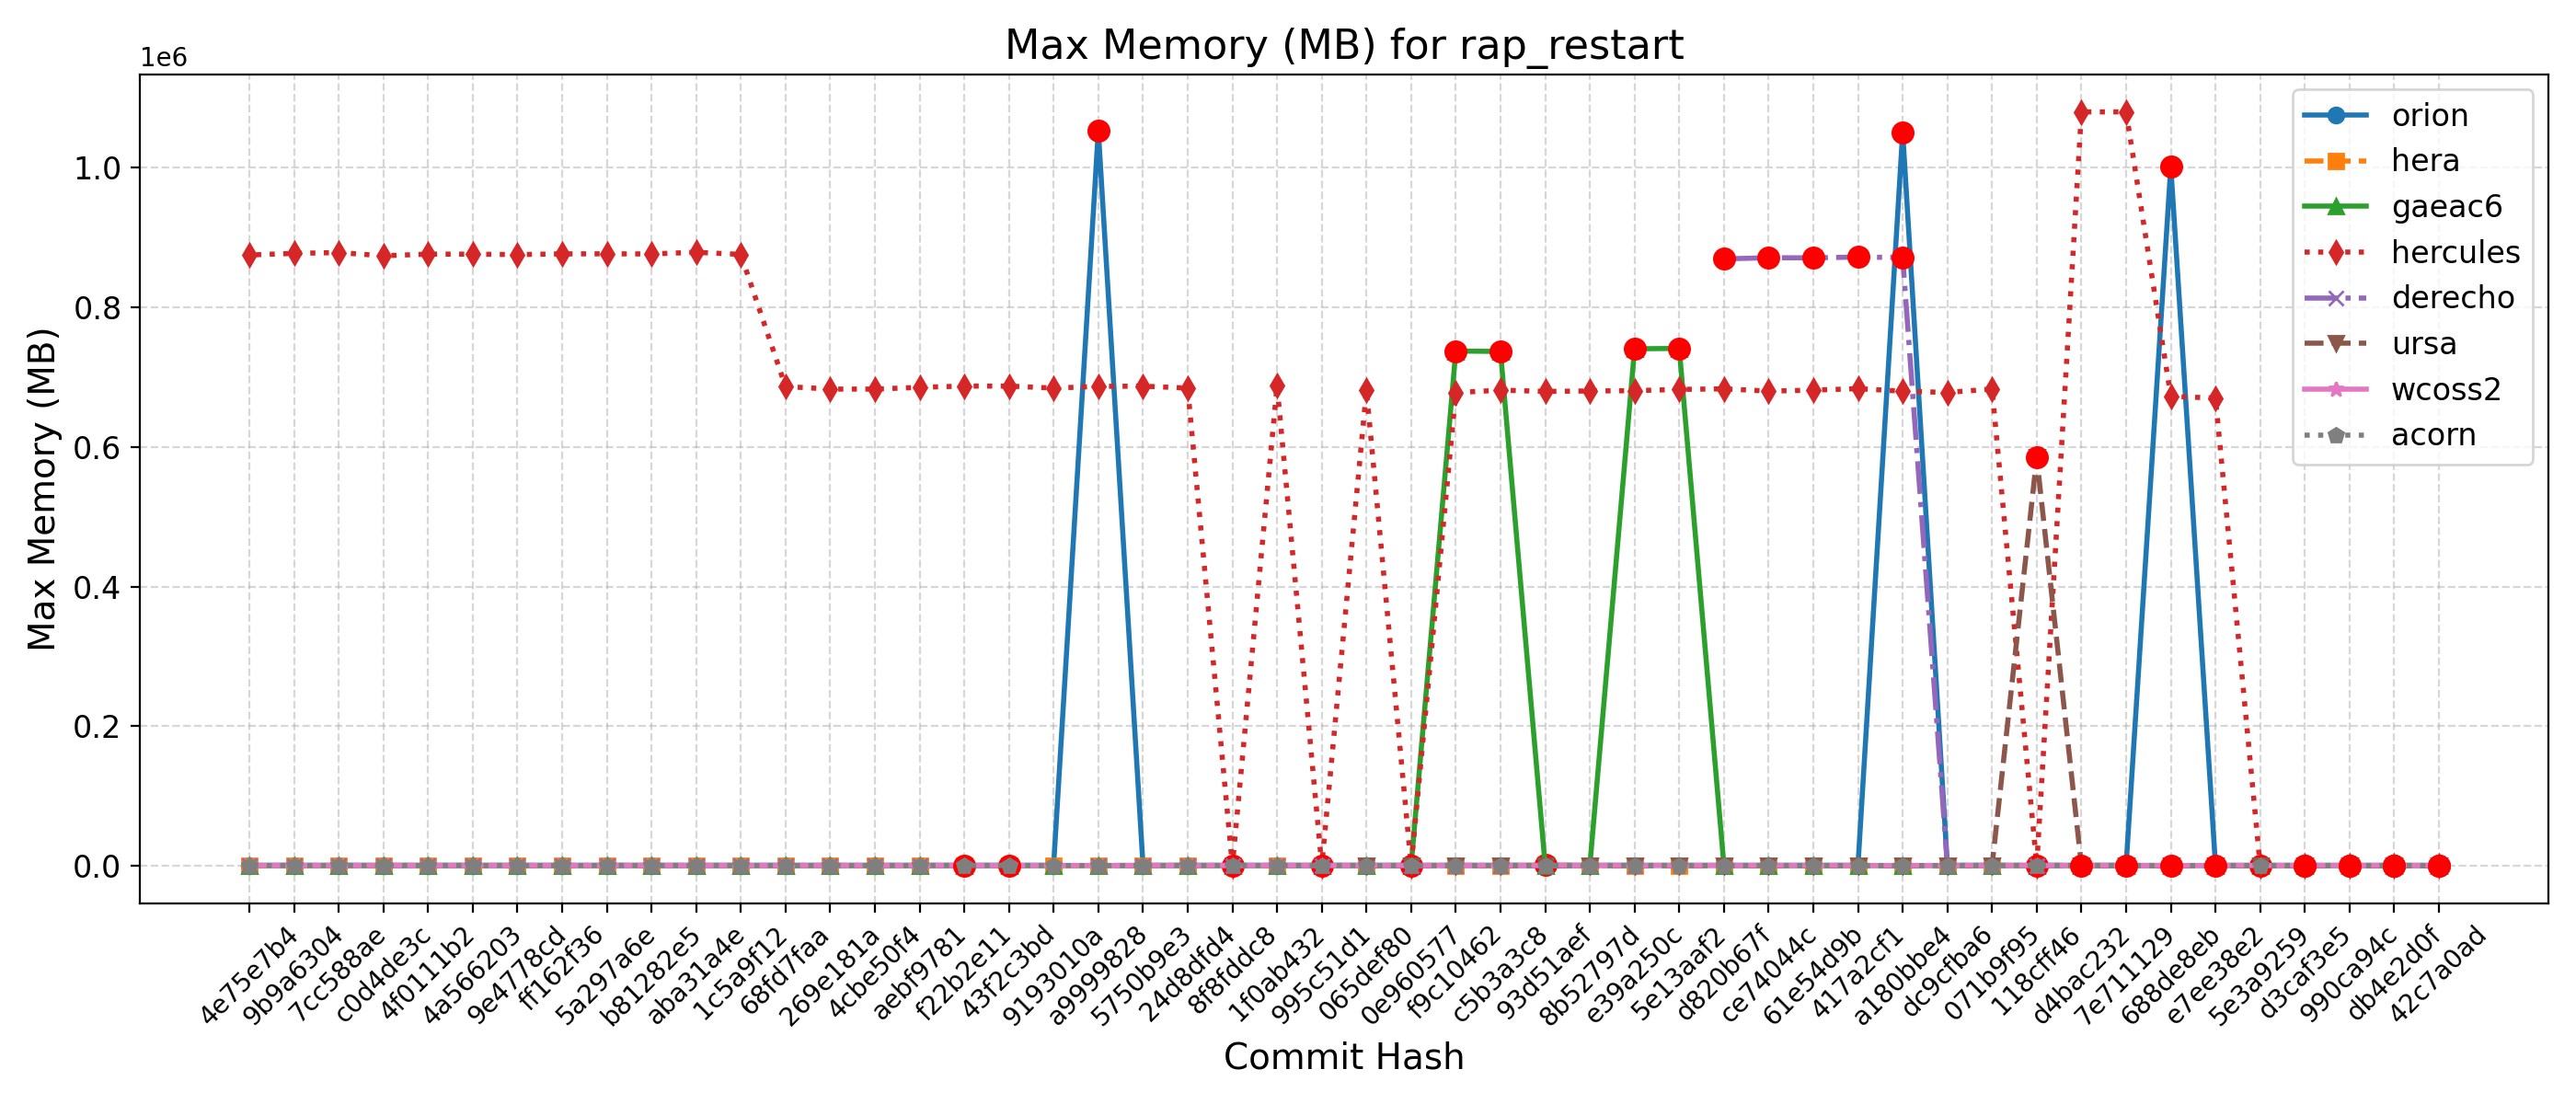 Max Memory (MB) for rap_restart
1e6
1.0
0.8
0.6
0.4
0.2
0.0
Max Memory (MB)
orion
hera
gaeac6
hercules
derecho
ursa
wcoss2
acorn
4e75e7b4
9b9a6304
7cc588ae
c0d4de3c
4f0111b2
4a566203
9e4778cd
ff162f36
5a297a6e
b81282e5
aba31a4e
1c5a9f12
68fd7faa
269e181a
4cbe50f4
aebf9781
f22b2e11
43f2c3bd
9193010a
a9999828
5750b9e3
24d8dfd4
8f8fddc8
1f0ab432
995c51d1
065def80
0e960577
f9c10462
c5b3a3c8
93d51aef
8b52797d
e39a250c
5e13aaf2
d820b67f
ce74044c
61e54d9b
417a2cf1
a180bbe4
dc9cfba6
071b9f95
118cff46
d4bac232
7e711129
688de8eb
e7ee38e2
5e3a9259
d3caf3e5
990ca94c
db4e2d0f
42c7a0ad
Commit Hash